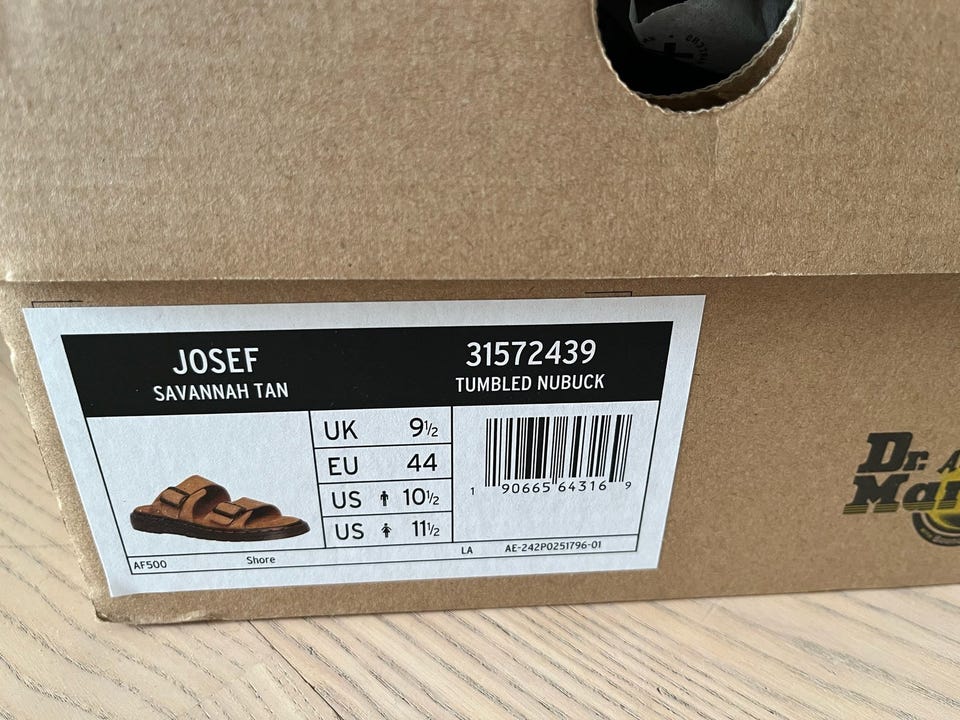 JOSEF
SAVANNAH TAN
31572439
TUMBLED NUBUCK
UK 9½
EU 44
US 10½
US 11½
1 90665 64316 9
AF500 Shore LA AE-242P0251796-01
Dr.